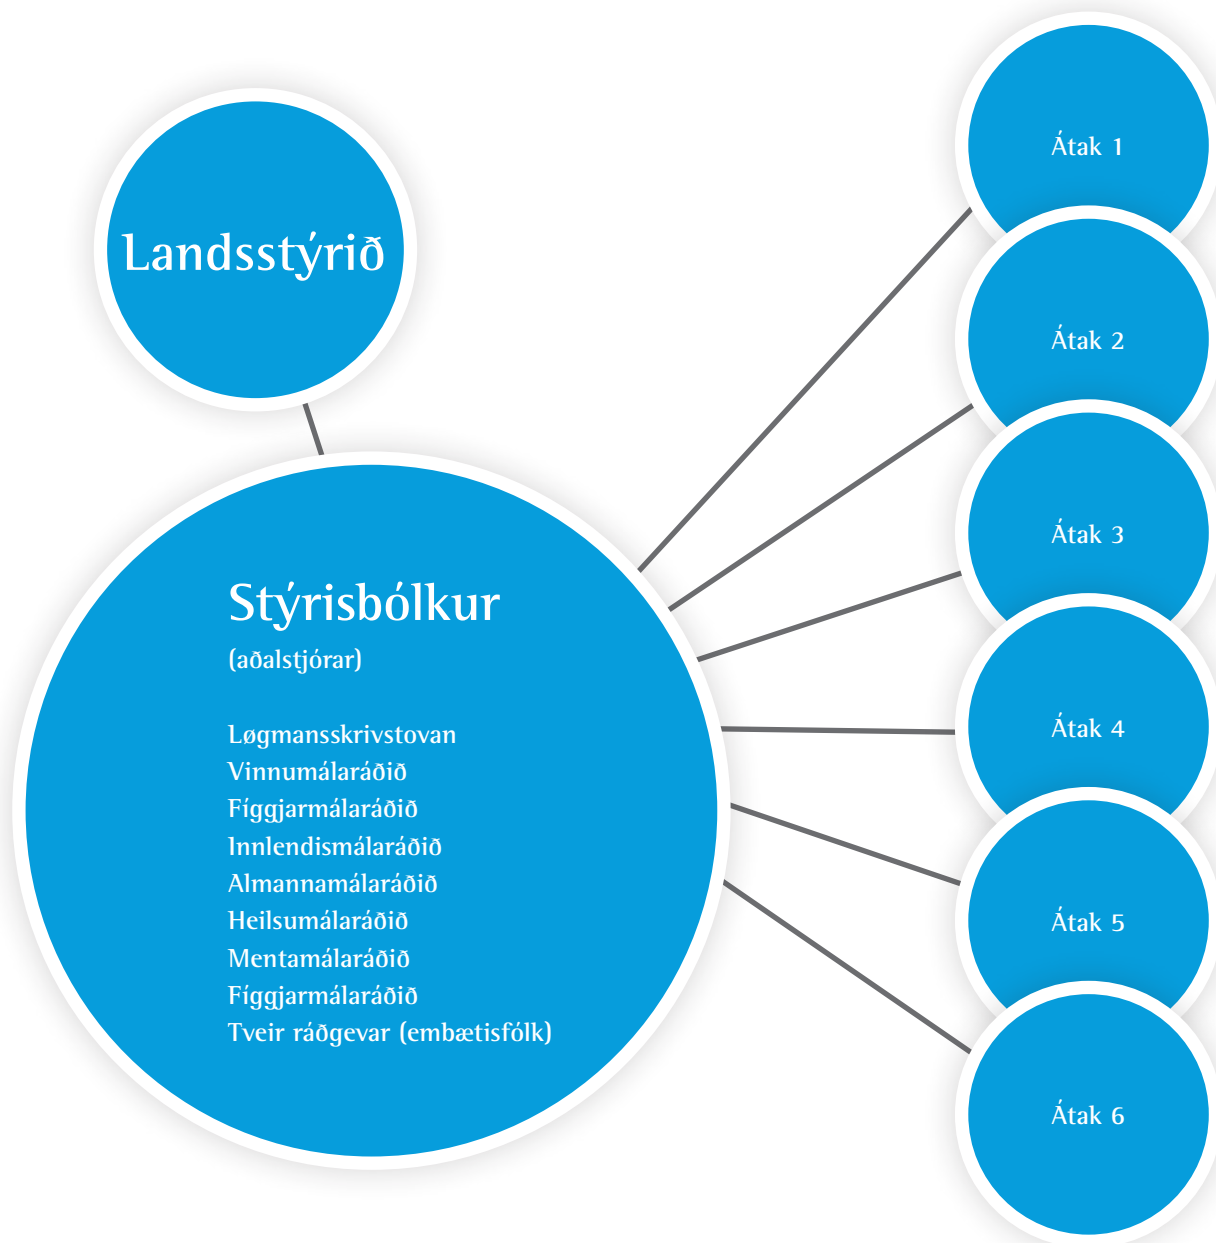 Landsstýrið
Stýrisbólkur
(aðalstjórar)
Løgmansskrivstovan
Vinnumálaráðið
Fíggjarmálaráðið
Innlendismálaráðið
Almannamálaráðið
Heilsumálaráðið
Mentamálaráðið
Fíggjarmálaráðið
Tveir ráðgevar (embætisfólk)
Átak 1
Átak 2
Átak 3
Átak 4
Átak 5
Átak 6